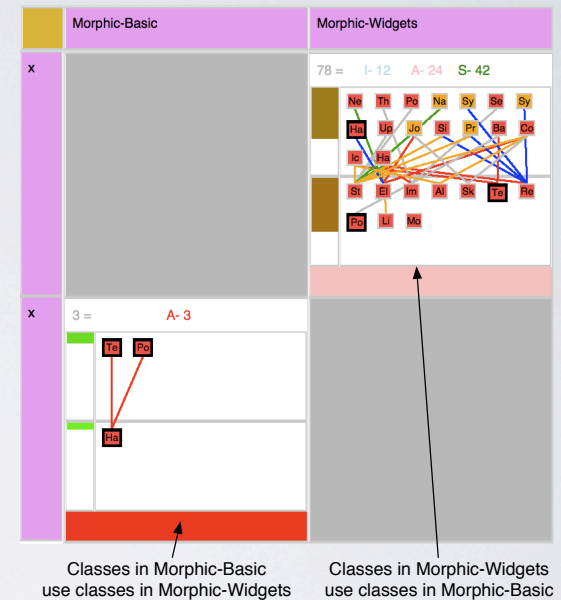 Morphic-Basic
Morphic-Widgets
x
78 = I- 12 A- 24 S- 42
Ne Th Po Na Sy Se Sy
Ha Up Jo Si Pr Ba Co
Ic Ha
St El Im Al Sk Te Re
Po Li Mo
x
3 = A- 3
Te Po
Ha
Classes in Morphic-Basic
use classes in Morphic-Widgets
Classes in Morphic-Widgets
use classes in Morphic-Basic